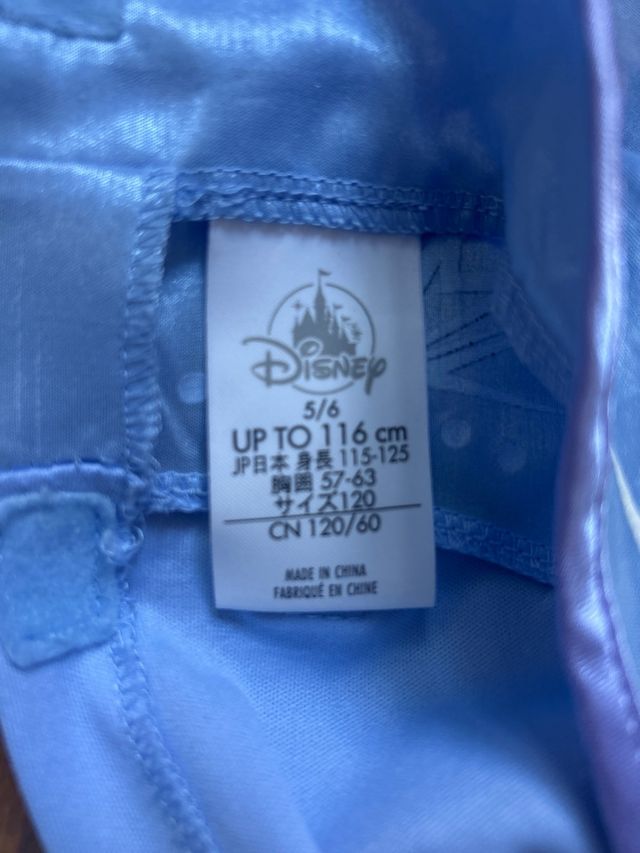 Disney
5/6
UP TO 116 cm
JP日本 身長 115-125
胸囲 57-63
サイズ120
CN 120/60
MADE IN CHINA
FABRIQUÉ EN CHINE